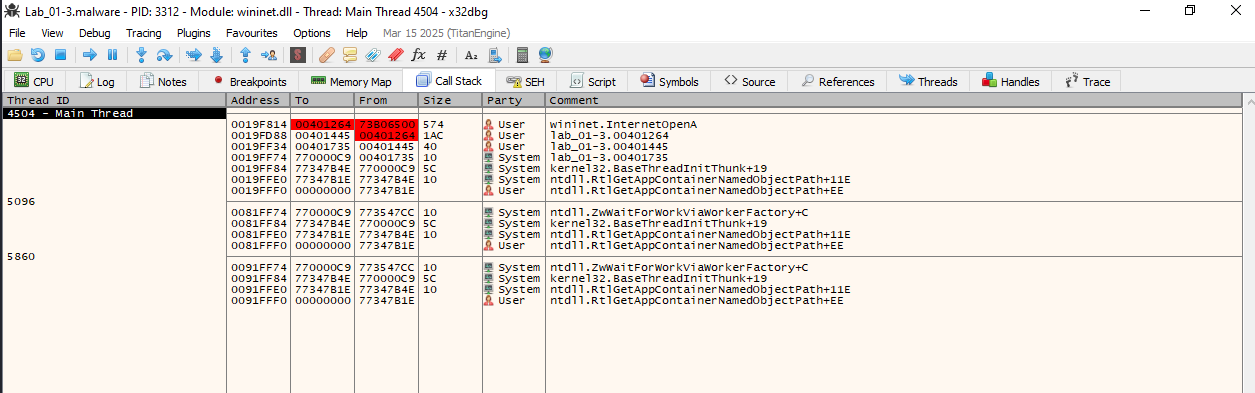 Lab_01-3.malware - PID: 3312 - Module: wininet.dll - Thread: Main Thread 4504 - x32dbg
File View Debug Tracing Plugins Favourites Options Help Mar 15 2025 (TitanEngine)
CPU Log Notes Breakpoints Memory Map Call Stack SEH Script Symbols Source References Threads Handles Trace
Thread ID Address To From Size Party Comment
4504 - Main Thread
0019F814 00401264 73B06500 574 User wininet.InternetOpenA
0019FD88 00401445 00401264 1AC User lab_01-3.00401264
0019FF34 00401735 00401445 40 User lab_01-3.00401445
0019FF74 770000C9 00401735 10 System lab_01-3.00401735
0019FF84 77347B4E 770000C9 5C System kernel32.BaseThreadInitThunk+19
0019FFE0 77347B1E 77347B4E 10 System ntdll.RtlGetAppContainerNamedObjectPath+11E
0019FFF0 00000000 77347B1E User ntdll.RtlGetAppContainerNamedObjectPath+EE
5096
0081FF74 770000C9 773547CC 10 System ntdll.ZwWaitForWorkViaWorkerFactory+C
0081FF84 77347B4E 770000C9 5C System kernel32.BaseThreadInitThunk+19
0081FFE0 77347B1E 77347B4E 10 System ntdll.RtlGetAppContainerNamedObjectPath+11E
0081FFF0 00000000 77347B1E User ntdll.RtlGetAppContainerNamedObjectPath+EE
5860
0091FF74 770000C9 773547CC 10 System ntdll.ZwWaitForWorkViaWorkerFactory+C
0091FF84 77347B4E 770000C9 5C System kernel32.BaseThreadInitThunk+19
0091FFE0 77347B1E 77347B4E 10 System ntdll.RtlGetAppContainerNamedObjectPath+11E
0091FFF0 00000000 77347B1E User ntdll.RtlGetAppContainerNamedObjectPath+EE